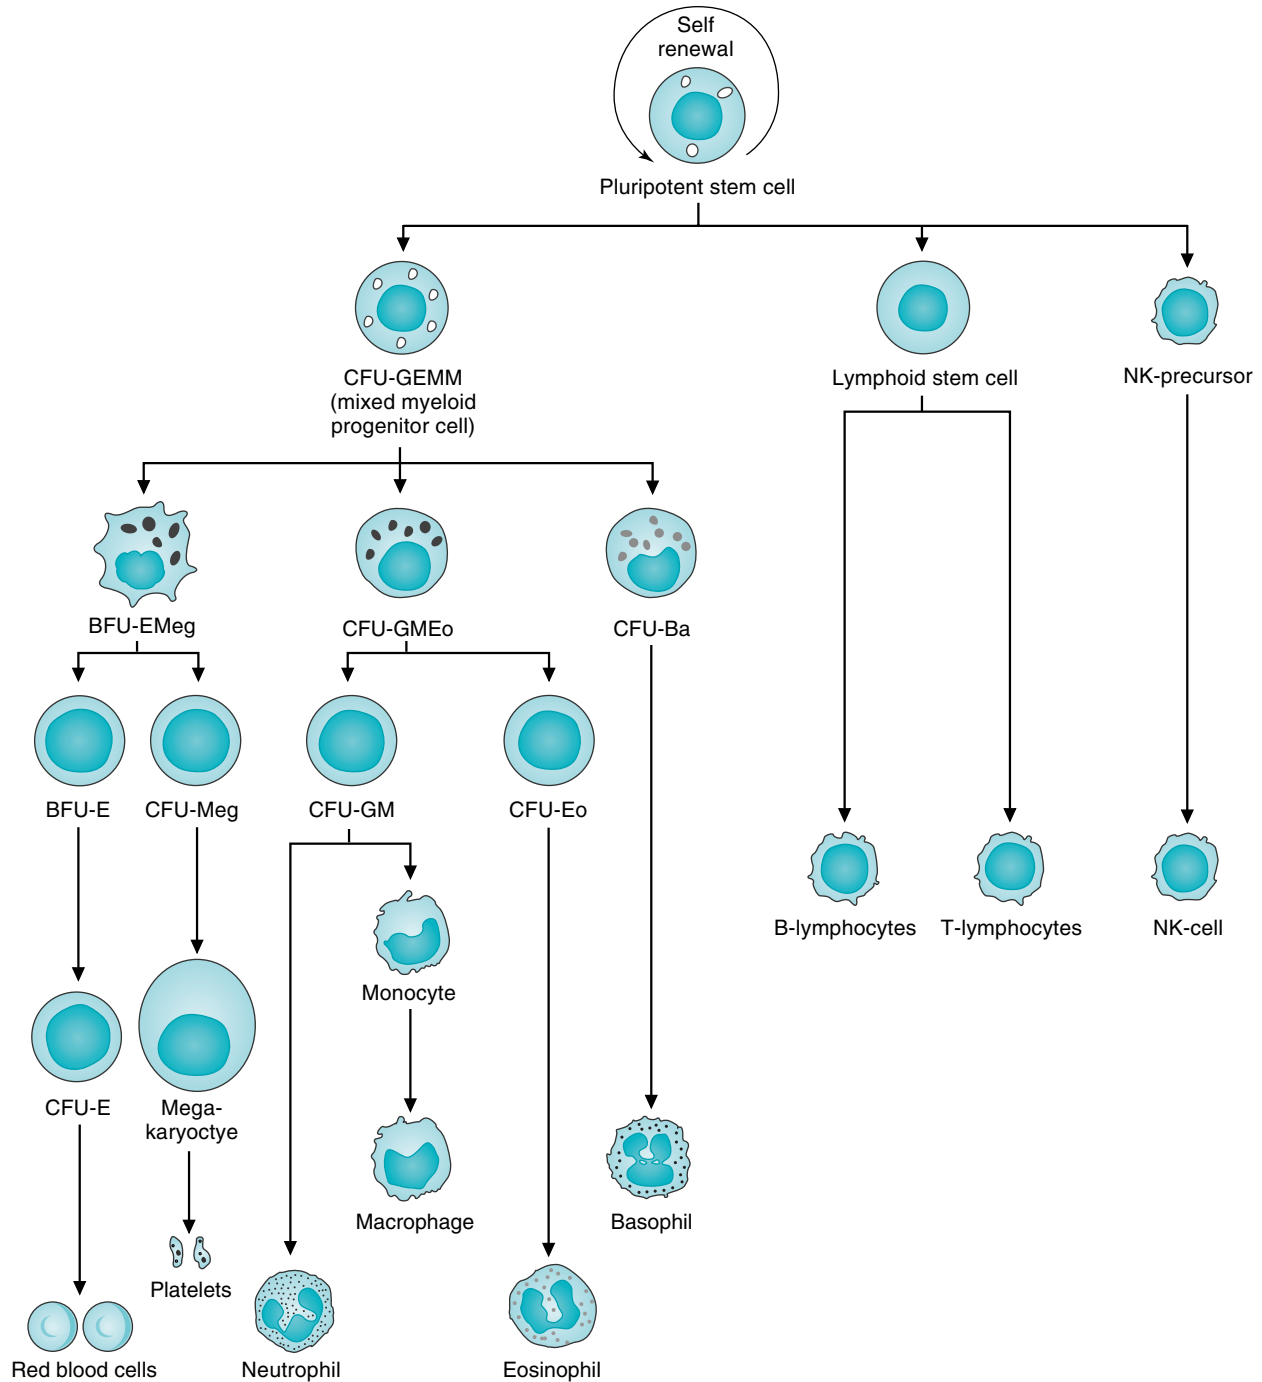 Self
renewal
Pluripotent stem cell
CFU-GEMM
(mixed myeloid
progenitor cell)
Lymphoid stem cell
NK-precursor
BFU-EMeg
CFU-GMEo
CFU-Ba
BFU-E
CFU-Meg
CFU-GM
CFU-Eo
B-lymphocytes
T-lymphocytes
NK-cell
Monocyte
CFU-E
Mega-
karyoctye
Macrophage
Basophil
Platelets
Red blood cells
Neutrophil
Eosinophil